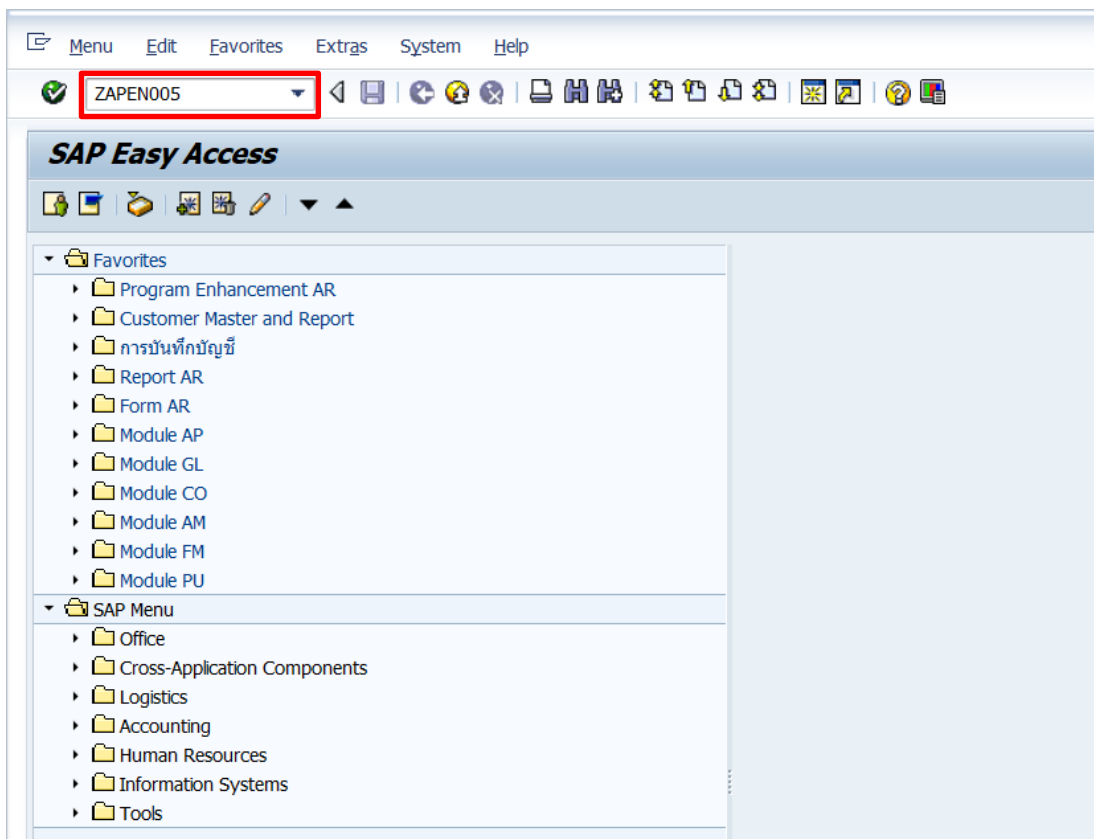 Menu Edit Favorites Extras System Help
ZAPEN005
SAP Easy Access
Favorites
Program Enhancement AR
Customer Master and Report
การบันทึกบัญชี
Report AR
Form AR
Module AP
Module GL
Module CO
Module AM
Module FM
Module PU
SAP Menu
Office
Cross-Application Components
Logistics
Accounting
Human Resources
Information Systems
Tools